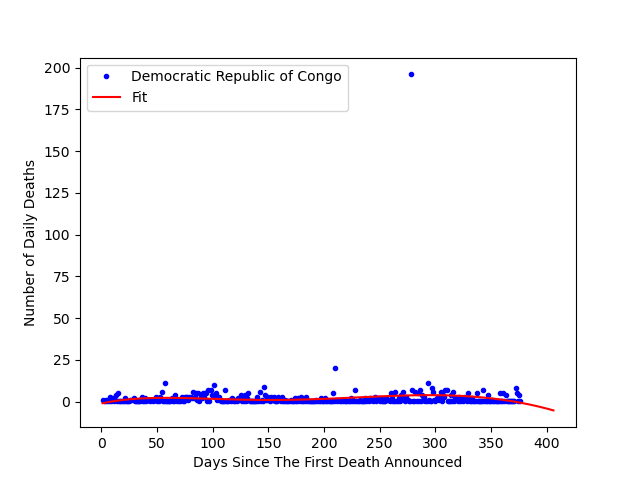 Democratic Republic of Congo
Fit
Number of Daily Deaths
200
175
150
125
100
75
50
25
0
0 50 100 150 200 250 300 350 400
Days Since The First Death Announced